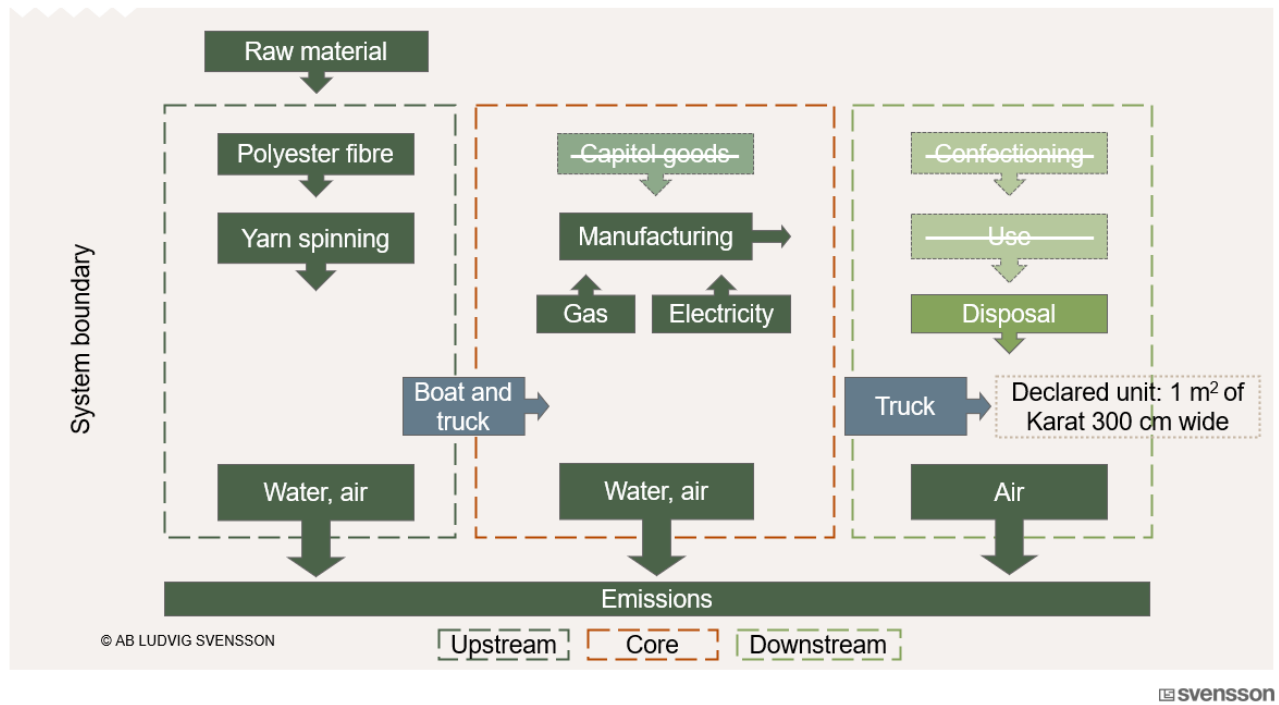 Raw material
System boundary
Polyester fibre
Yarn spinning
Water, air
Boat and
truck
Capitol goods
Manufacturing
Gas
Electricity
Water, air
Confectioning
Use
Disposal
Truck
Declared unit: 1 m² of
Karat 300 cm wide
Air
Emissions
© AB LUDVIG SVENSSON
Upstream
Core
Downstream
svensson